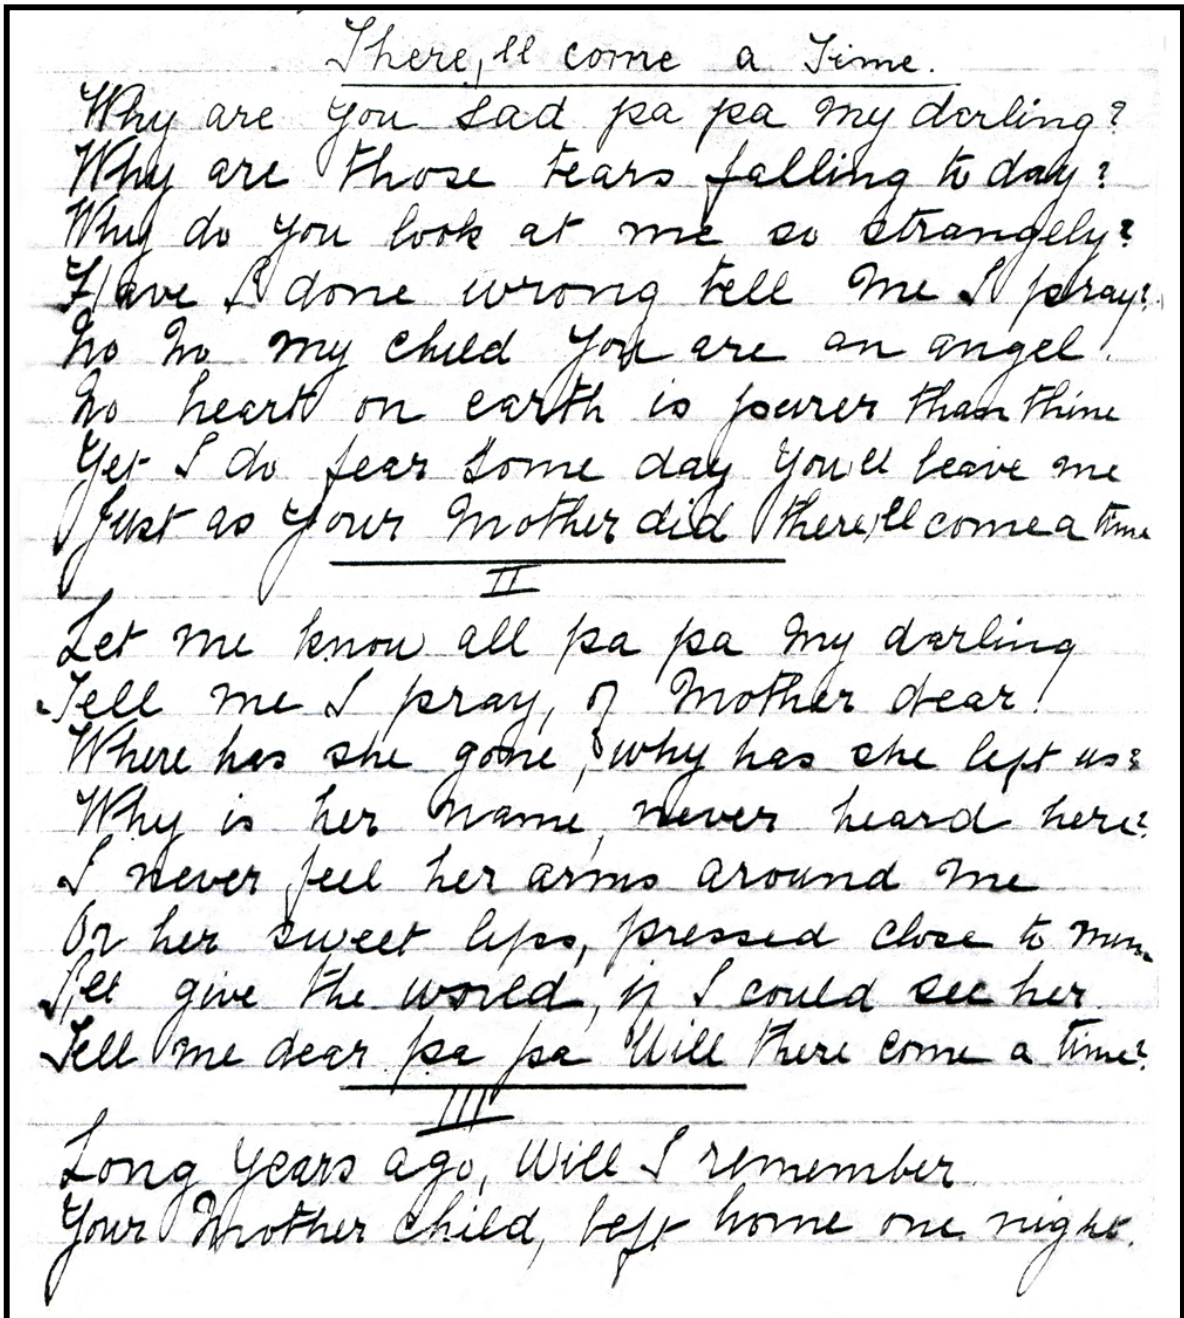 There,ll come a Time.
Why are you sad pa pa my darling?
Why are those tears falling to day?
Why do you look at me so strangely?
Have I done wrong tell me I pray?
No No my child you are an angel!
No heart on earth is purer than thine
Yet I do fear some day you'll leave me
Just as your Mother did there'll come a time
II
Let me know all pa pa my darling
Tell me I pray, of Mother dear!
Where has she gone, & why has she left us?
Why is her name, never heard here?
I never feel her arms around me
Or her sweet lips, pressed close to
I'll give the world, if I could see her.
Tell me dear pa pa Will there come a time?
III
Long years ago, Will I remember
Your Mother child, left home one night.